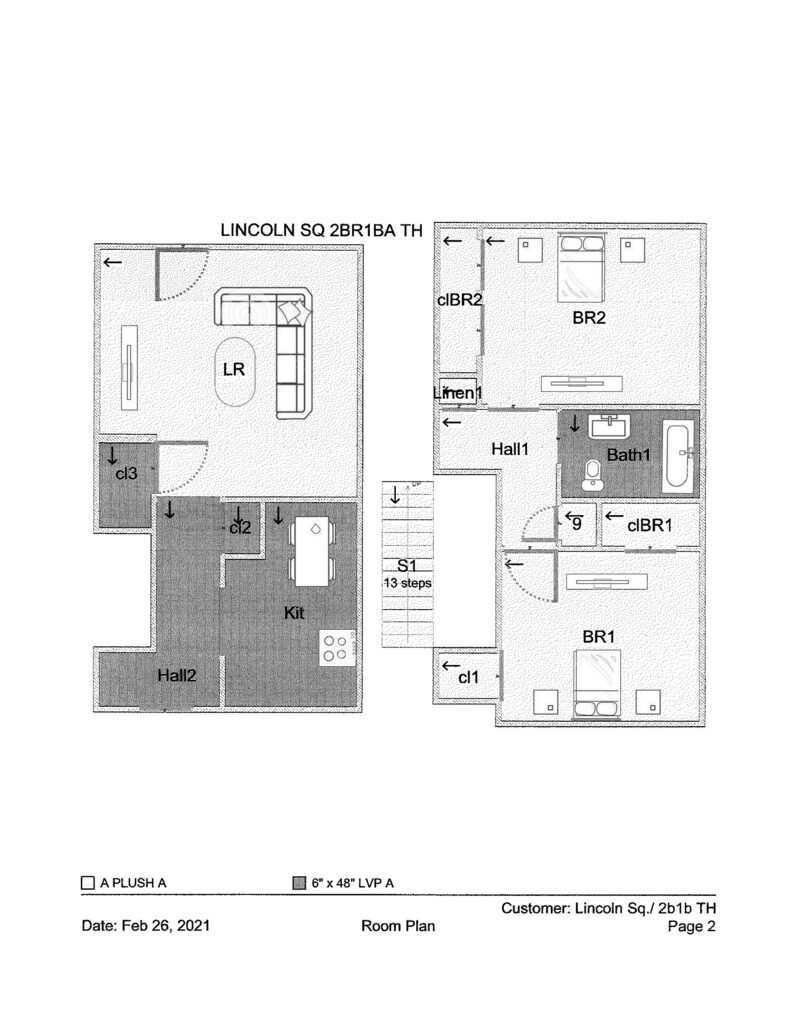 LINCOLN SQ 2BR1BA TH
LR
cl3
cl2
Kit
Hall2
clBR2
BR2
Linen1
Hall1
Bath1
UP
S1
13 steps
9
clBR1
BR1
cl1
A PLUSH A
6" x 48" LVP A
Customer: Lincoln Sq./ 2b1b TH
Date: Feb 26, 2021
Room Plan
Page 2